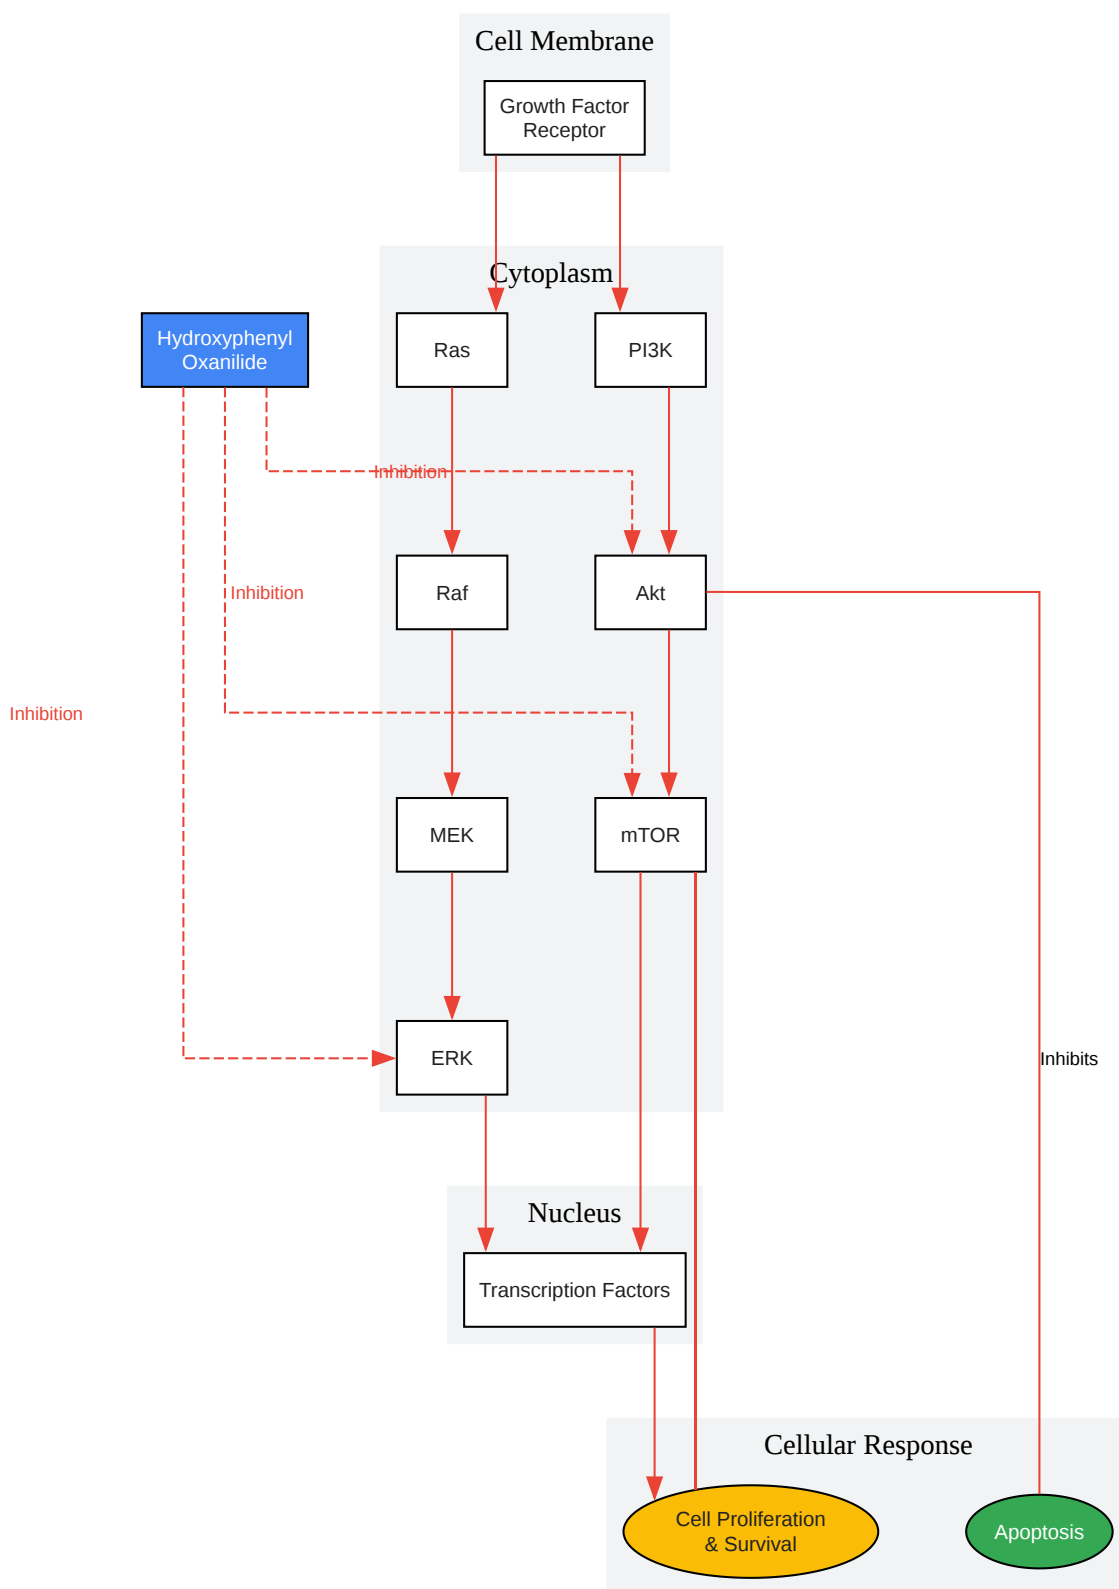 Cell Membrane
Growth Factor
Receptor
Cytoplasm
Hydroxyphenyl
Oxanilide
Ras
PI3K
Inhibition
Inhibition
Raf
Akt
Inhibition
MEK
mTOR
ERK
Inhibits
Nucleus
Transcription Factors
Cellular Response
Cell Proliferation
& Survival
Apoptosis